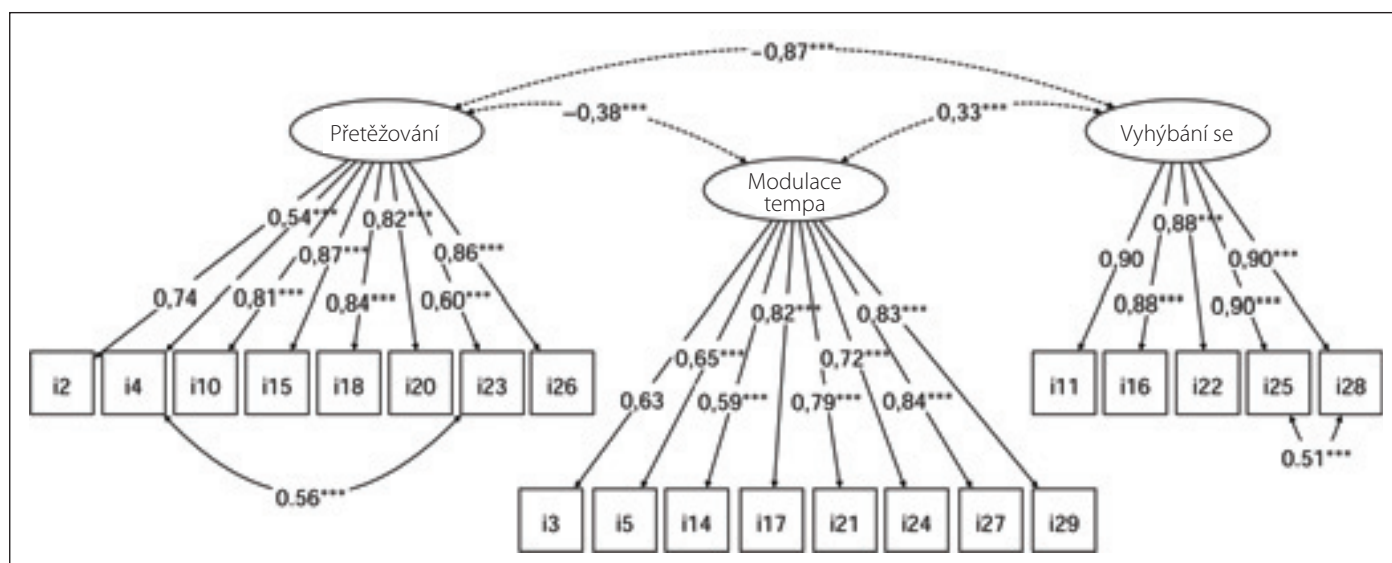 -0,87***
-0,38***
0,33***
Přetěžování
Vyhýbání se
Modulace
tempa
0,54***
0,82***
0,88***
0,87***
0,86***
0,90
0,90***
0,74
0,81***
0,84***
0,60***
0,88***
0,90***
0,82***
0,83***
0,65***
0,72***
0,63
0,59***
0,79***
0,84***
i2
i4
i10
i15
i18
i20
i23
i26
i11
i16
i22
i25
i28
0.51***
0.56***
i3
i5
i14
i17
i21
i24
i27
i29